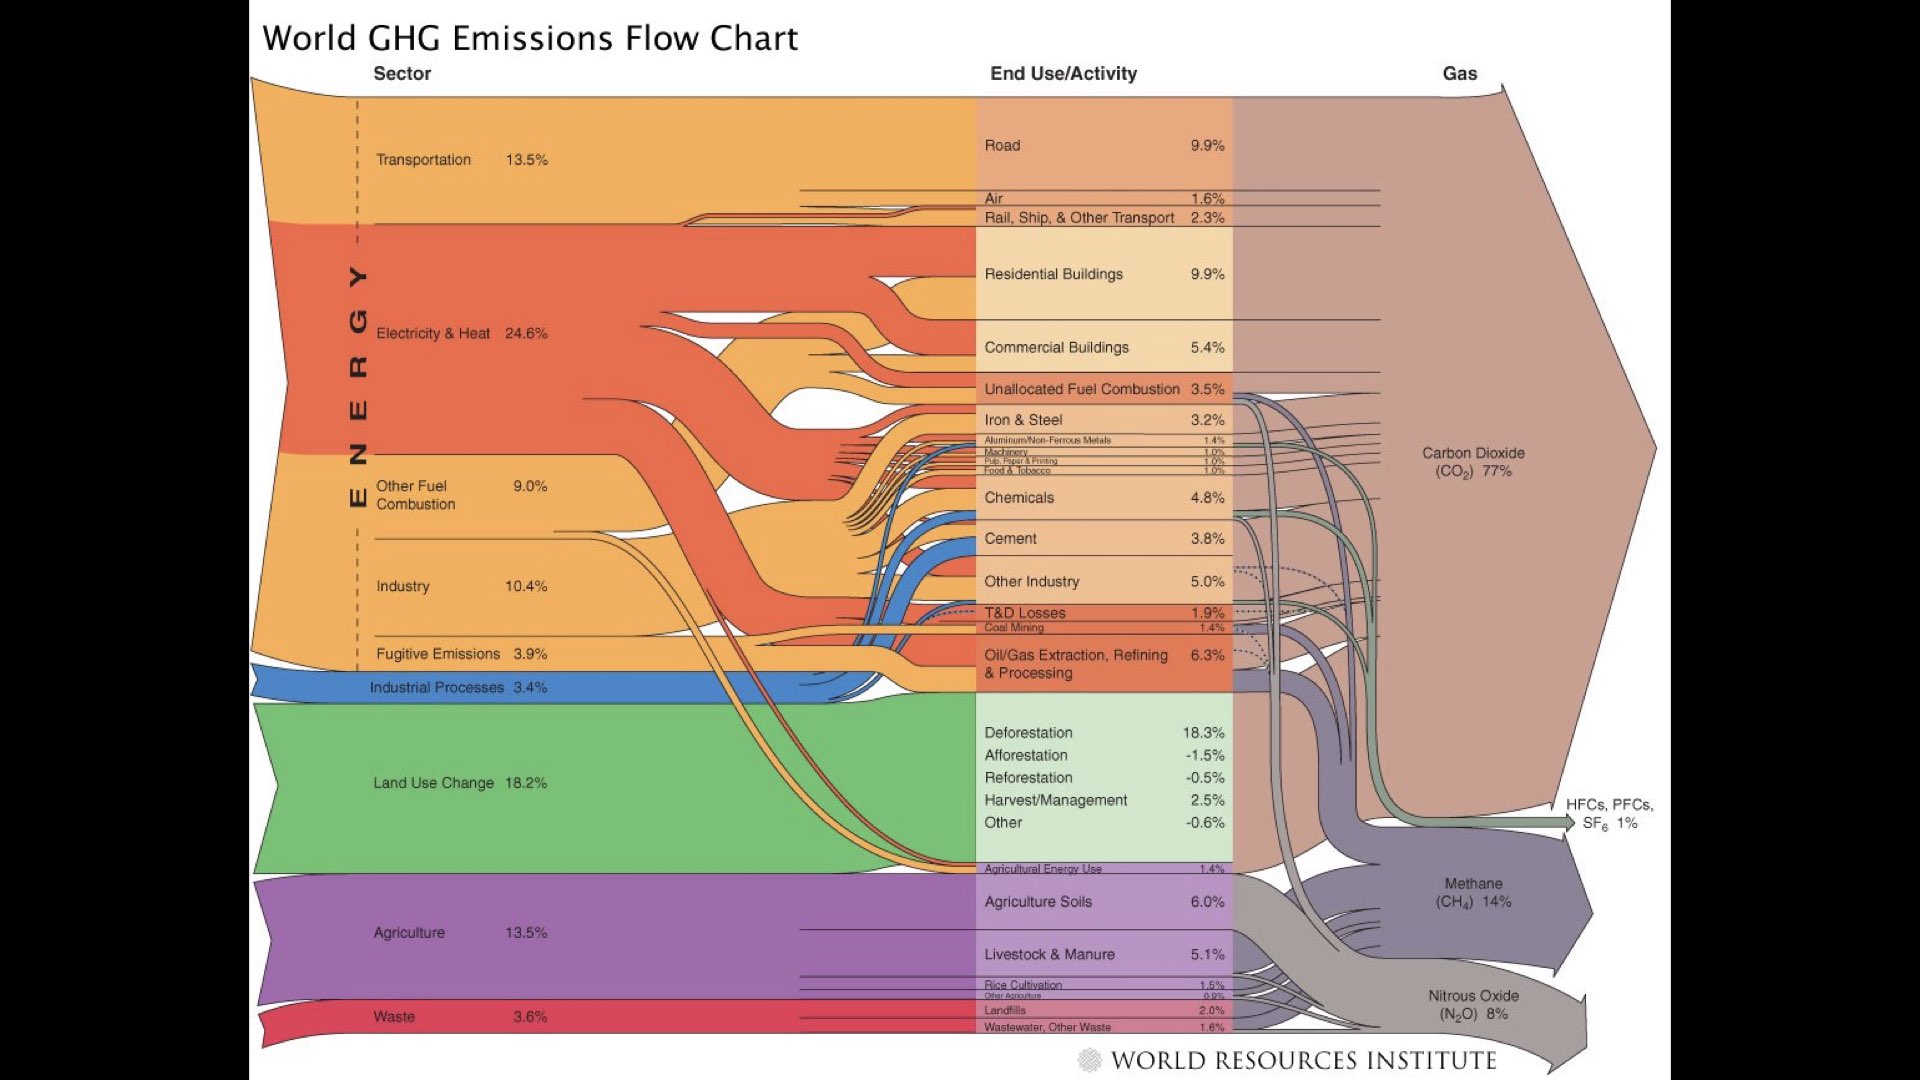 World GHG Emissions Flow Chart
Sector
End Use/Activity
Gas
ENERGY
Transportation 13.5%
Electricity & Heat 24.6%
Other Fuel 9.0%
Combustion
Industry 10.4%
Fugitive Emissions 3.9%
Industrial Processes 3.4%
Land Use Change 18.2%
Agriculture 13.5%
Waste 3.6%
Road 9.9%
Air 1.6%
Rail, Ship, & Other Transport 2.3%
Residential Buildings 9.9%
Commercial Buildings 5.4%
Unallocated Fuel Combustion 3.5%
Iron & Steel 3.2%
Aluminum/Non-Ferrous Metals 1.4%
Machinery 1.0%
Pulp, Paper & Printing 1.0%
Food & Tobacco 1.0%
Chemicals 4.8%
Cement 3.8%
Other Industry 5.0%
T&D Losses 1.9%
Coal Mining 1.4%
Oil/Gas Extraction, Refining 6.3%
& Processing
Deforestation 18.3%
Afforestation -1.5%
Reforestation -0.5%
Harvest/Management 2.5%
Other -0.6%
Agricultural Energy Use 1.4%
Agriculture Soils 6.0%
Livestock & Manure 5.1%
Rice Cultivation 1.5%
Other Agriculture 0.9%
Landfills 2.0%
Wastewater, Other Waste 1.6%
Carbon Dioxide
(CO₂) 77%
HFCs, PFCs,
SF₆ 1%
Methane
(CH₄) 14%
Nitrous Oxide
(N₂O) 8%
WORLD RESOURCES INSTITUTE